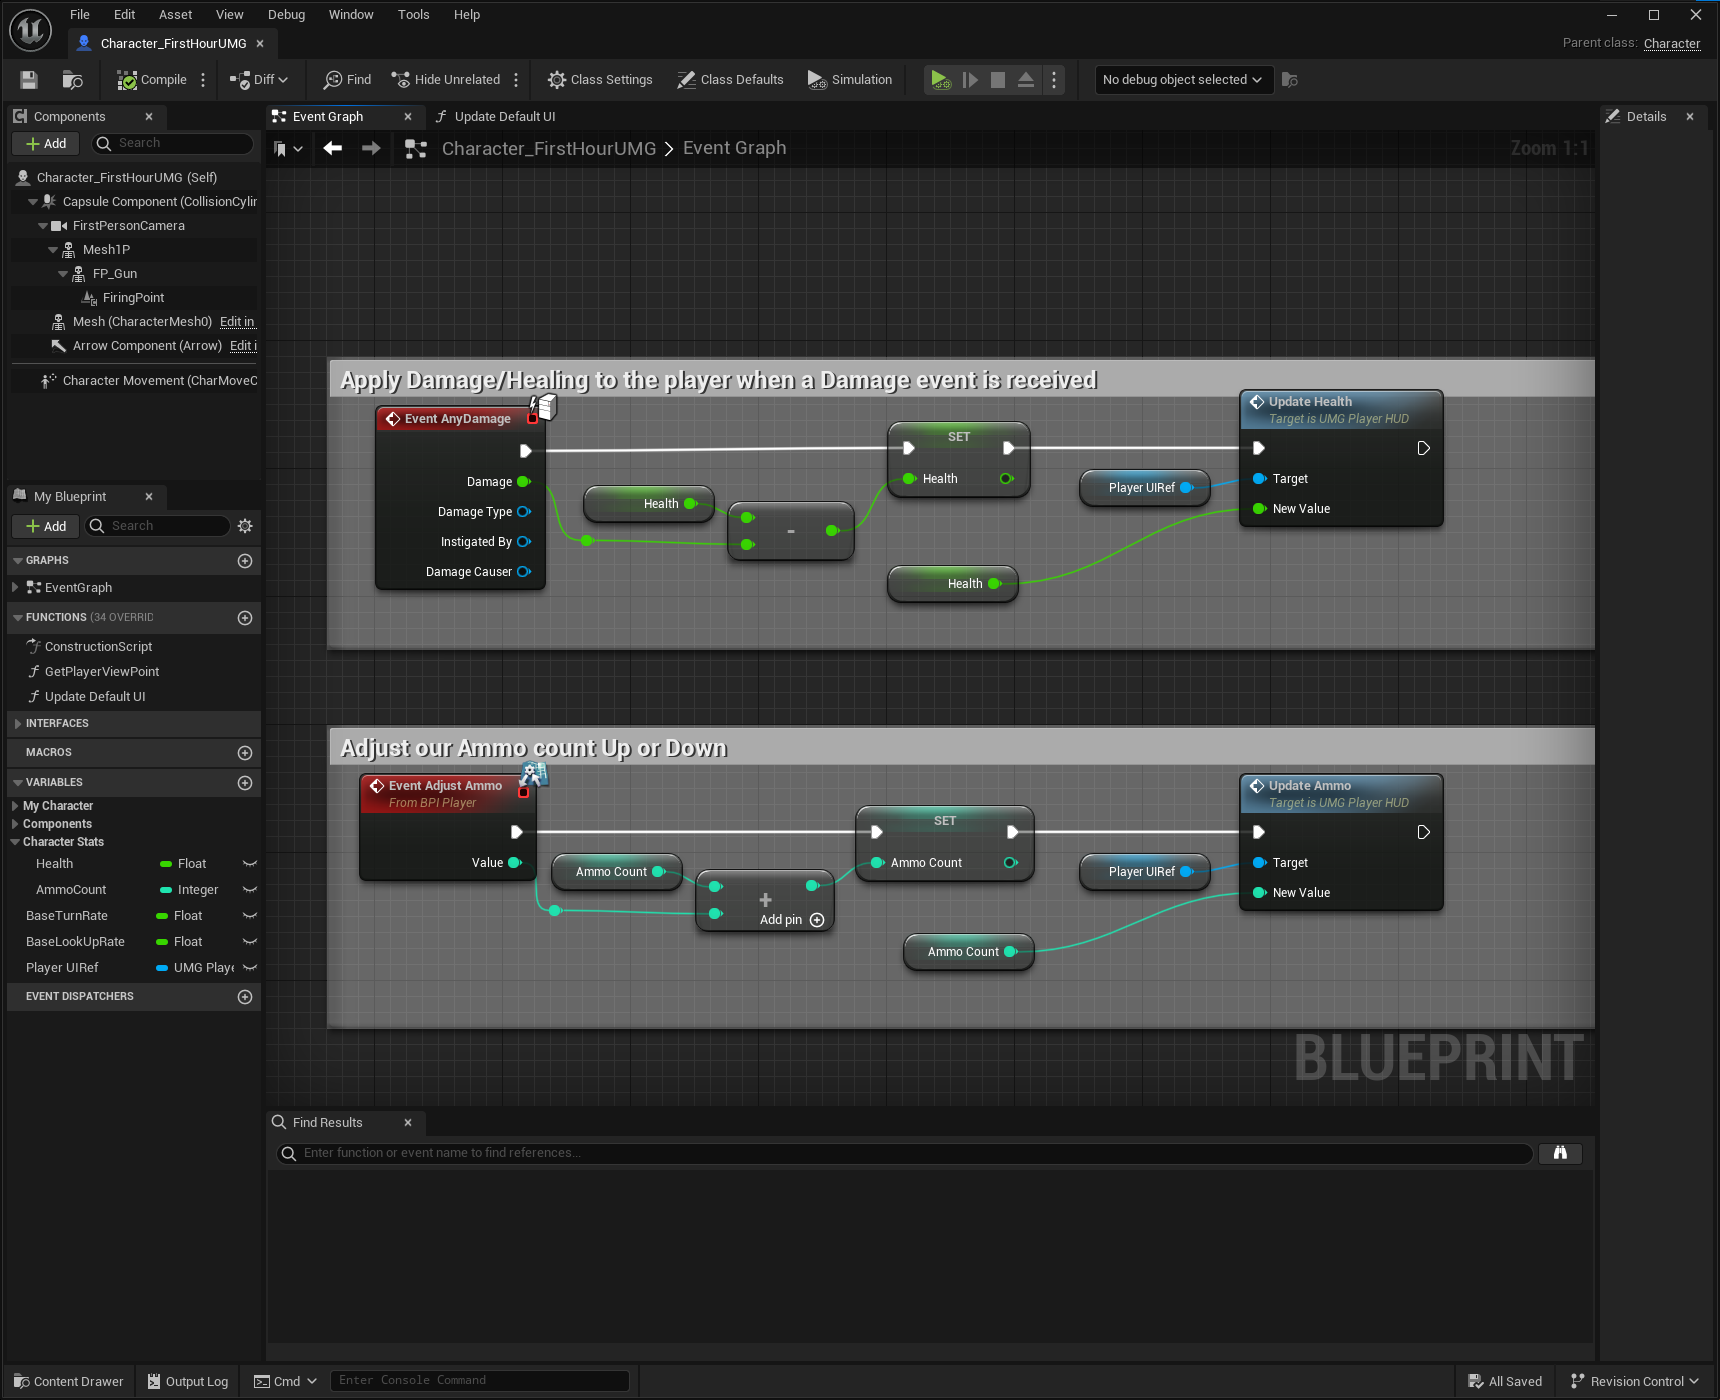 File Edit Asset View Debug Window Tools Help
Character_FirstHourUMG
Parent class: Character
Compile Diff Find Hide Unrelated Class Settings Class Defaults Simulation No debug object selected
Components
Add Search
Character_FirstHourUMG (Self)
Capsule Component (CollisionCylin
FirstPersonCamera
Mesh1P
FP_Gun
FiringPoint
Mesh (CharacterMesh0) Edit in
Arrow Component (Arrow) Edit i
Character Movement (CharMoveC
My Blueprint
Add Search
GRAPHS
EventGraph
FUNCTIONS (34 OVERRID
ConstructionScript
GetPlayerViewPoint
Update Default UI
INTERFACES
MACROS
VARIABLES
My Character
Components
Character Stats
Health Float
AmmoCount Integer
BaseTurnRate Float
BaseLookUpRate Float
Player UIRef UMG Playe
EVENT DISPATCHERS
Event Graph
Update Default UI
Character_FirstHourUMG > Event Graph
Zoom 1:1
Apply Damage/Healing to the player when a Damage event is received
Event AnyDamage
Damage
Damage Type
Instigated By
Damage Causer
Health
-
SET
Health
Health
Player UIRef
Update Health
Target is UMG Player HUD
Target
New Value
Adjust our Ammo count Up or Down
Event Adjust Ammo
From BPI Player
Value
Ammo Count
+
Add pin
SET
Ammo Count
Ammo Count
Player UIRef
Update Ammo
Target is UMG Player HUD
Target
New Value
BLUEPRINT
Find Results
Enter function or event name to find references...
Details
Content Drawer Output Log Cmd Enter Console Command All Saved Revision Control